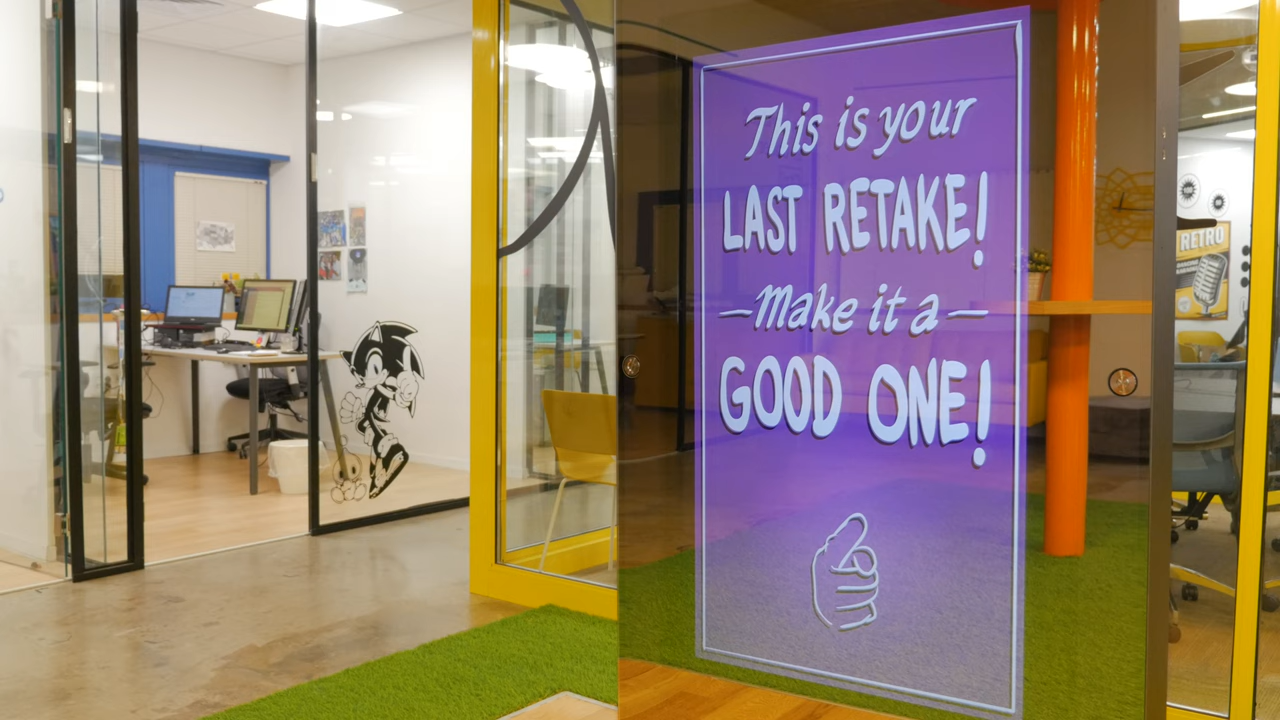 This is your
LAST RETAKE!
make it a
GOOD ONE!
RETRO